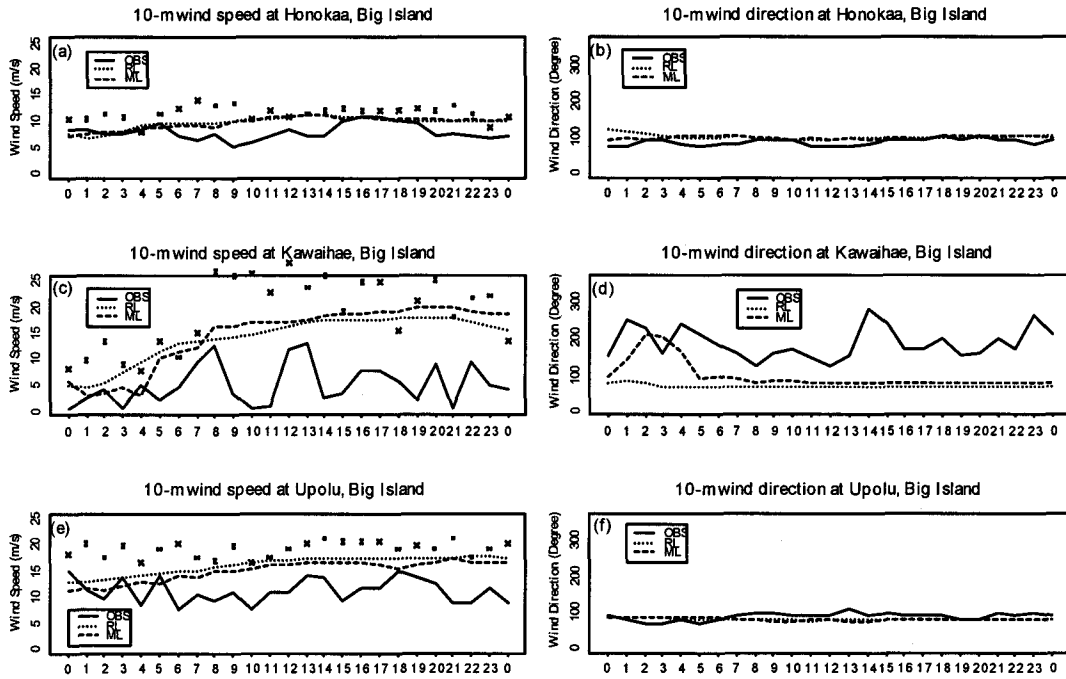 10-m wind speed at Honokaa, Big Island
(a)
OBS
RL
ML
Wind Speed (m/s)
0 5 10 15 20 25
0 1 2 3 4 5 6 7 8 9 10 11 12 13 14 15 16 17 18 19 20 21 22 23 0
10-m wind direction at Honokaa, Big Island
(b)
OBS
RL
ML
Wind Direction (Degree)
0 100 200 300
0 1 2 3 4 5 6 7 8 9 10 11 12 13 14 15 16 17 18 19 20 21 22 23 0
10-m wind speed at Kawaihae, Big Island
(c)
OBS
RL
ML
Wind Speed (m/s)
0 5 10 15 20 25
0 1 2 3 4 5 6 7 8 9 10 11 12 13 14 15 16 17 18 19 20 21 22 23 0
10-m wind direction at Kawaihae, Big Island
(d)
OBS
RL
ML
Wind Direction (Degree)
0 100 200 300
0 1 2 3 4 5 6 7 8 9 10 11 12 13 14 15 16 17 18 19 20 21 22 23 0
10-m wind speed at Upolu, Big Island
(e)
OBS
RL
ML
Wind Speed (m/s)
0 5 10 15 20 25
0 1 2 3 4 5 6 7 8 9 10 11 12 13 14 15 16 17 18 19 20 21 22 23 0
10-m wind direction at Upolu, Big Island
(f)
OBS
RL
ML
Wind Direction (Degree)
0 100 200 300
0 1 2 3 4 5 6 7 8 9 10 11 12 13 14 15 16 17 18 19 20 21 22 23 0